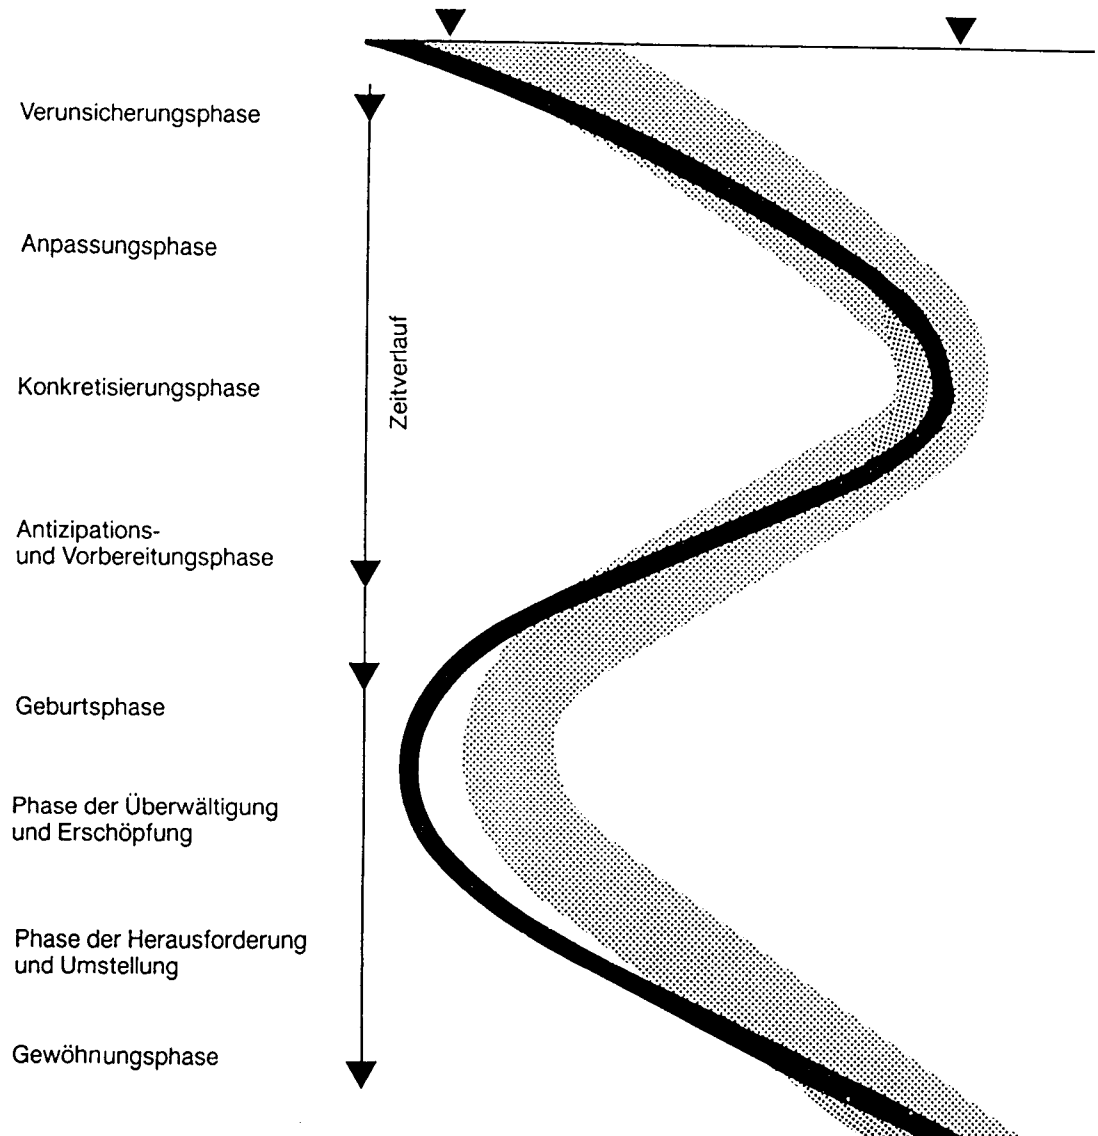 Verunsicherungsphase
Anpassungsphase
Zeitverlauf
Konkretisierungsphase
Antizipations-
und Vorbereitungsphase
Geburtsphase
Phase der Überwältigung
und Erschöpfung
Phase der Herausforderung
und Umstellung
Gewöhnungsphase